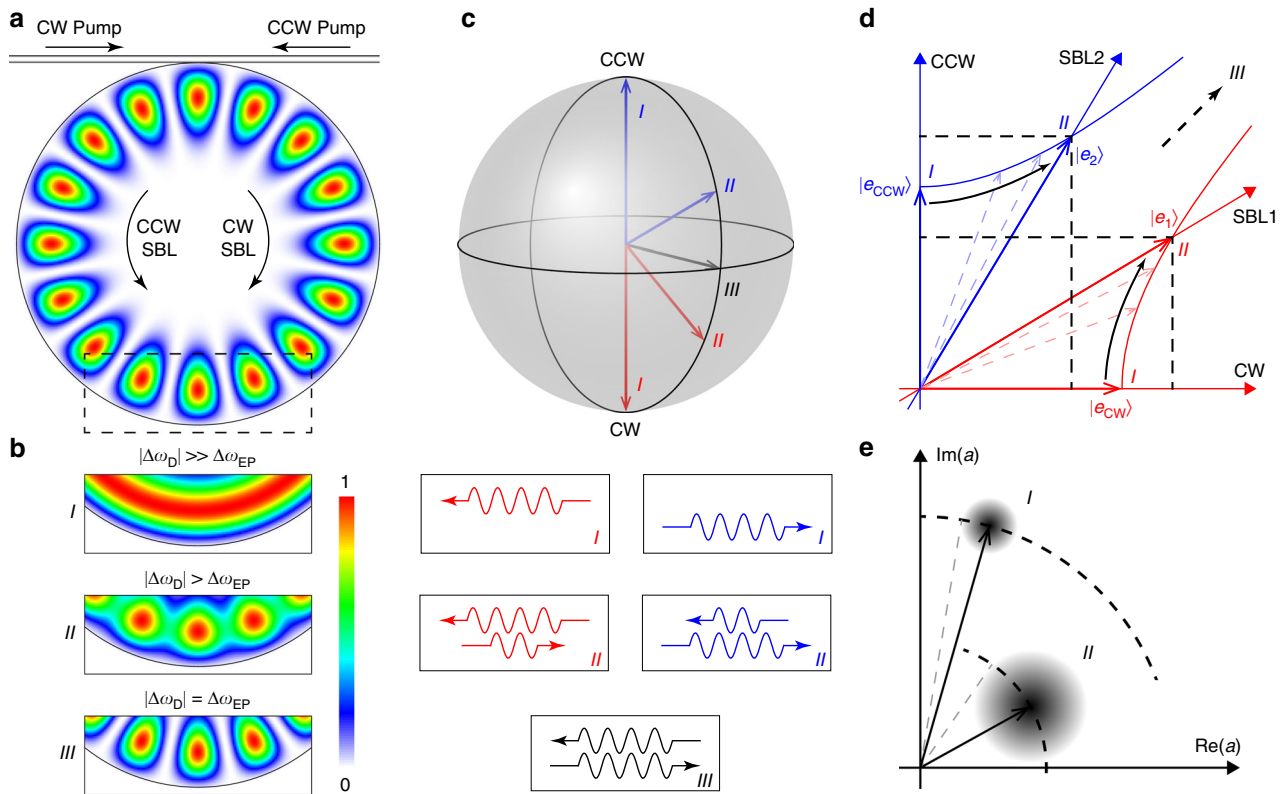 a
CW Pump
CCW Pump
CCW
SBL
CW
SBL
b
|Δω_D| >> Δω_EP
I
|Δω_D| > Δω_EP
II
|Δω_D| = Δω_EP
III
1
0
I
I
II
II
III
c
CCW
I
II
III
II
I
CW
d
CCW
SBL2
III
II
|e₂⟩
I
|e_CCW⟩
|e₁⟩
SBL1
II
I
CW
|e_CW⟩
e
Im(a)
I
II
Re(a)